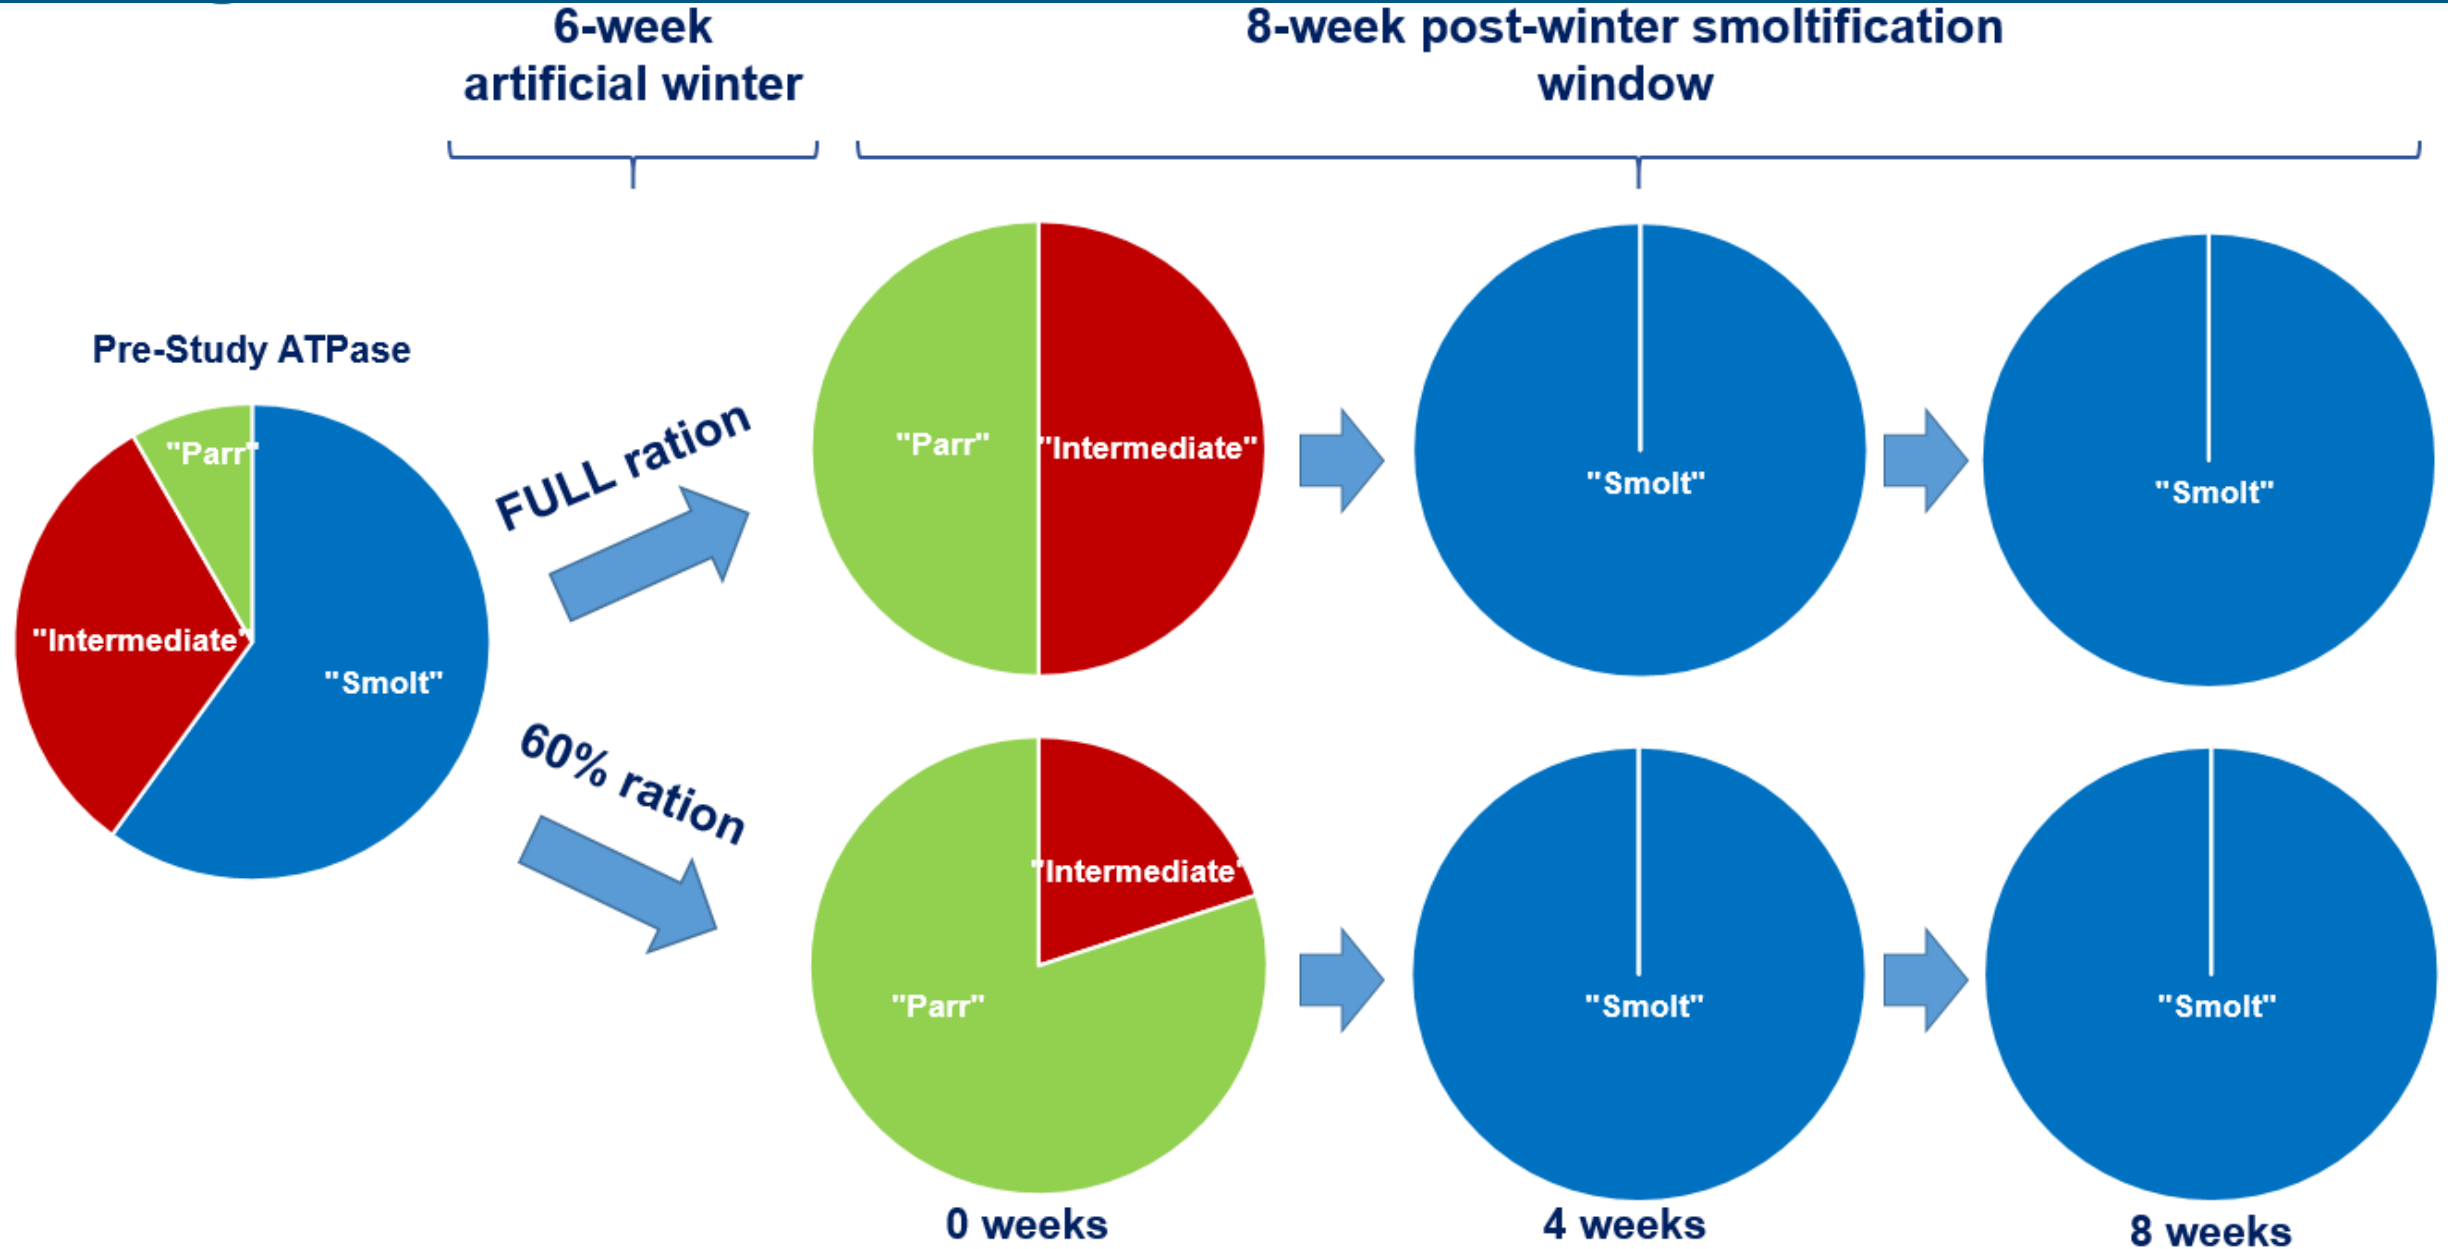 6-week
artificial winter
8-week post-winter smoltification
window
Pre-Study ATPase
"Parr"
"Intermediate"
"Smolt"
FULL ration
60% ration
"Parr"
"Intermediate"
"Smolt"
"Smolt"
"Intermediate"
"Parr"
"Smolt"
"Smolt"
0 weeks
4 weeks
8 weeks